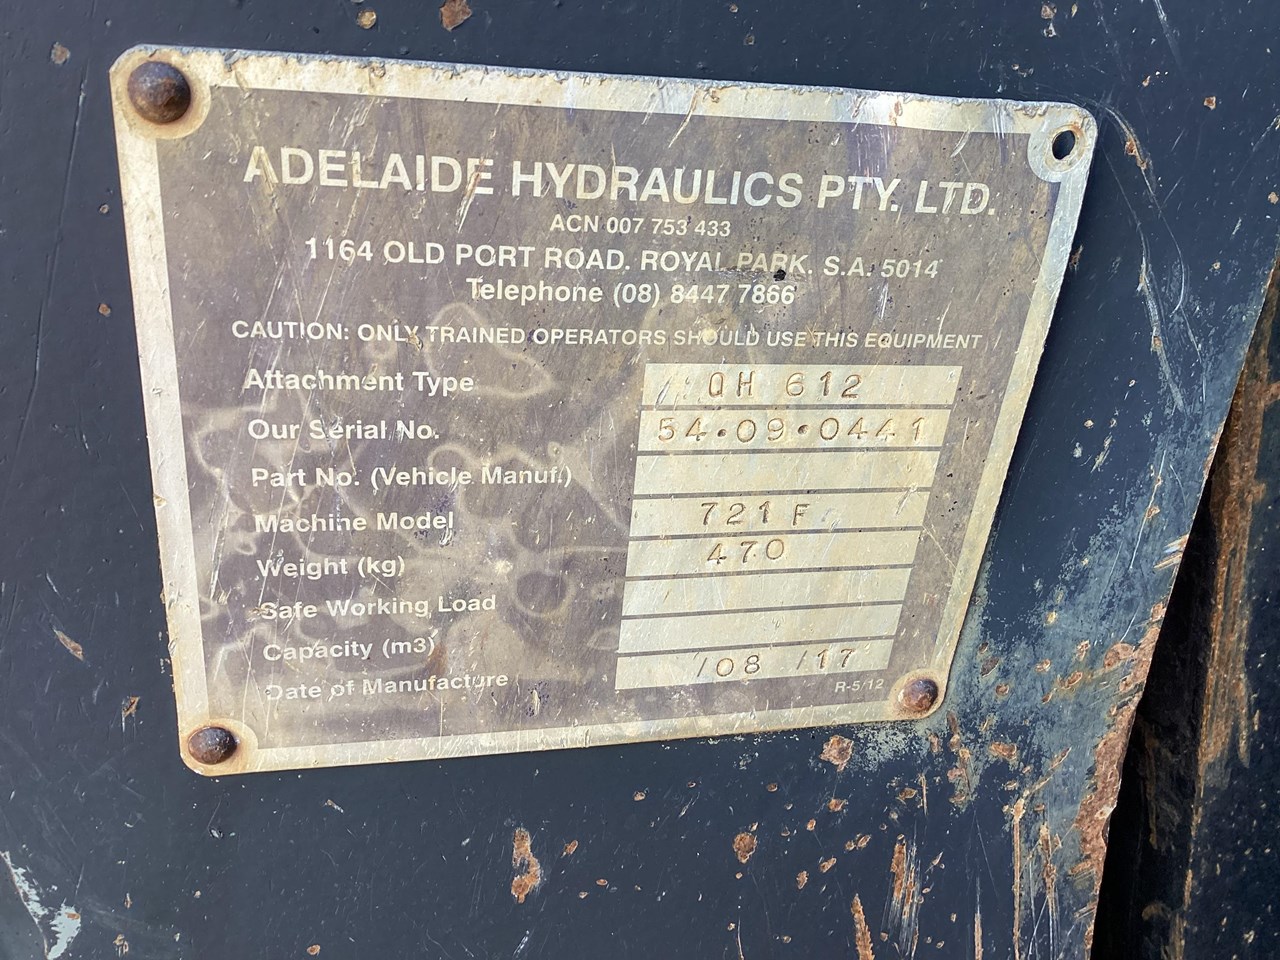 ADELAIDE HYDRAULICS PTY. LTD.
ACN 007 753 433
1164 OLD PORT ROAD. ROYAL PARK. S.A. 5014
Telephone (08) 8447 7866
CAUTION: ONLY TRAINED OPERATORS SHOULD USE THIS EQUIPMENT
Attachment Type QH 612
Our Serial No. 54.09.0441
Part No. (Vehicle Manuf.)
Machine Model 721F
Weight (kg) 470
Safe Working Load
Capacity (m3)
Date of Manufacture /08 /17
R-5/12